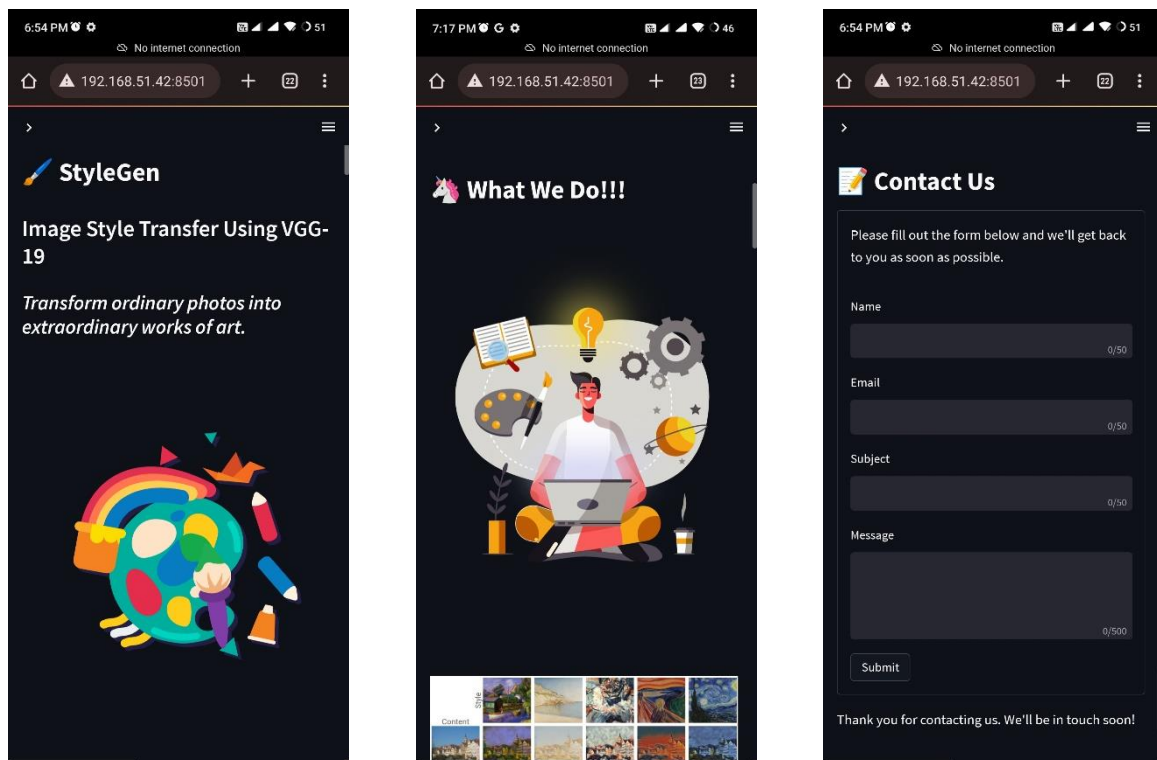 6:54 PM 51
No internet connection
192.168.51.42:8501 22
StyleGen
Image Style Transfer Using VGG-
19
Transform ordinary photos into
extraordinary works of art.
7:17 PM G 46
No internet connection
192.168.51.42:8501 23
What We Do!!!
Style
Content
6:54 PM 51
No internet connection
192.168.51.42:8501 22
Contact Us
Please fill out the form below and we'll get back
to you as soon as possible.
Name
0/50
Email
0/50
Subject
0/50
Message
0/500
Submit
Thank you for contacting us. We'll be in touch soon!